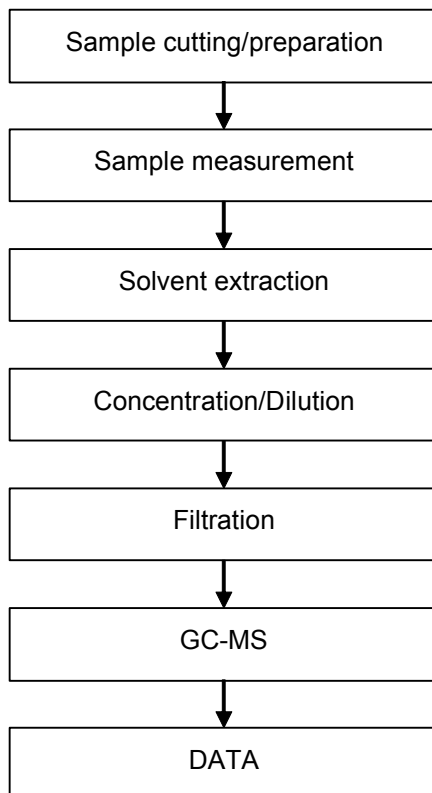 Sample cutting/preparation
Sample measurement
Solvent extraction
Concentration/Dilution
Filtration
GC-MS
DATA